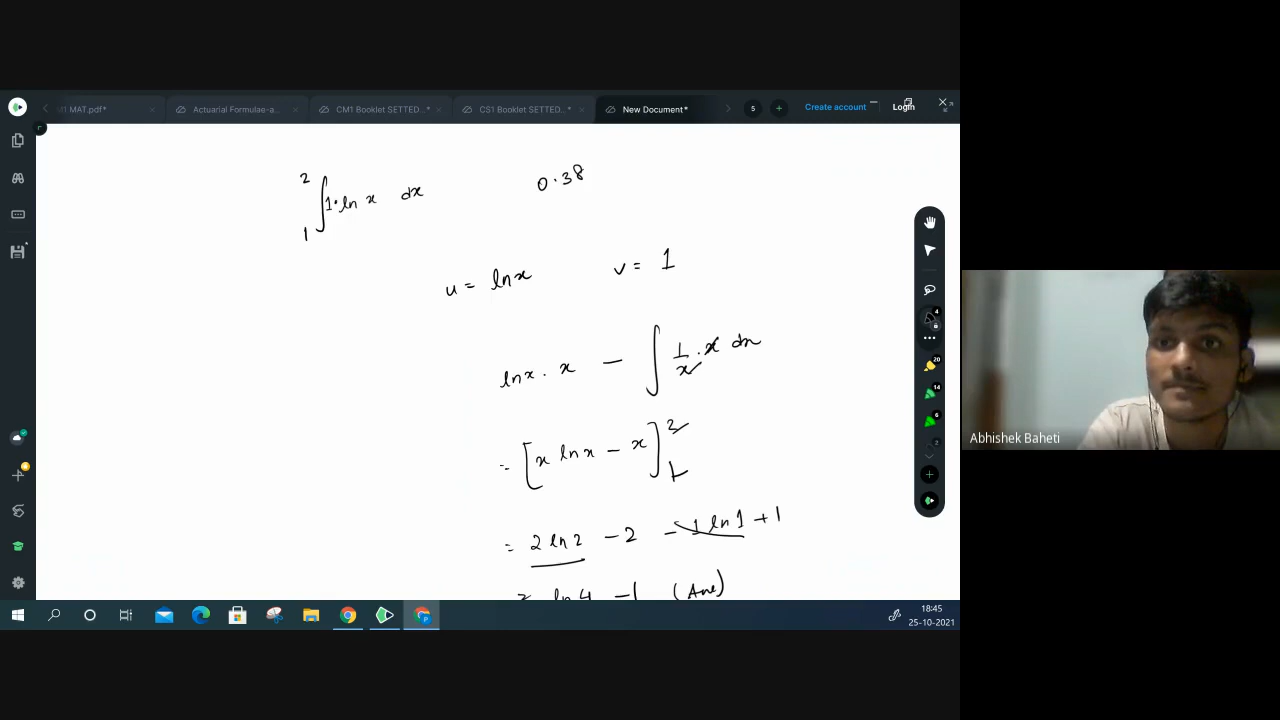 1 MAT.pdf* Actuarial Formulae-a... CM1 Booklet SETTED...* CS1 Booklet SETTED...* New Document* 5 Create account Login
2
∫ 1·ln x dx 0.38
1
u = ln x v = 1
ln x · x − ∫ 1/x · x dx
= [x ln x − x]
2
1
= 2 ln 2 − 2 − 1 ln 1 + 1
= ln 4 − 1 (Ans)
Abhishek Baheti
18:45
25-10-2021